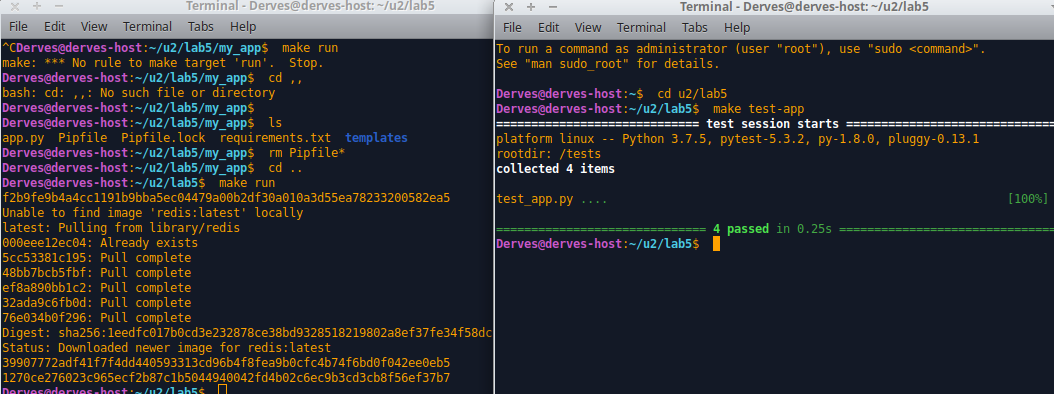 Terminal - Derves@derves-host: ~/u2/lab5
File Edit View Terminal Tabs Help
^CDerves@derves-host:~/u2/lab5/my_app$ make run
make: *** No rule to make target 'run'.  Stop.
Derves@derves-host:~/u2/lab5/my_app$ cd ,,
bash: cd: ,,: No such file or directory
Derves@derves-host:~/u2/lab5/my_app$
Derves@derves-host:~/u2/lab5/my_app$ ls
app.py  Pipfile  Pipfile.lock  requirements.txt  templates
Derves@derves-host:~/u2/lab5/my_app$ rm Pipfile*
Derves@derves-host:~/u2/lab5/my_app$ cd ..
Derves@derves-host:~/u2/lab5$ make run
f2b9fe9b4a4cc1191b9bba5ec04479a00b2df30a010a3d55ea78233200582ea5
Unable to find image 'redis:latest' locally
latest: Pulling from library/redis
000eee12ec04: Already exists
5cc53381c195: Pull complete
48bb7bcb5fbf: Pull complete
ef8a890bb1c2: Pull complete
32ada9c6fb0d: Pull complete
76e034b0f296: Pull complete
Digest: sha256:1eedfc017b0cd3e232878ce38bd9328518219802a8ef37fe34f58dc
Status: Downloaded newer image for redis:latest
39907772adf41f7f4dd440593313cd96b4f8fea9b0cfc4b74f6bd0f042ee0eb5
1270ce276023c965ecf2b87c1b5044940042fd4b02c6ec9b3cd3cb8f56ef37b7
Derves@derves-host:~/u2/lab5$
Terminal - Derves@derves-host: ~/u2/lab5
File Edit View Terminal Tabs Help
To run a command as administrator (user "root"), use "sudo <command>".
See "man sudo_root" for details.
Derves@derves-host:~$ cd u2/lab5
Derves@derves-host:~/u2/lab5$ make test-app
============================= test session starts ==============================
platform linux -- Python 3.7.5, pytest-5.3.2, py-1.8.0, pluggy-0.13.1
rootdir: /tests
collected 4 items
test_app.py .... [100%]
============================== 4 passed in 0.25s ===============================
Derves@derves-host:~/u2/lab5$